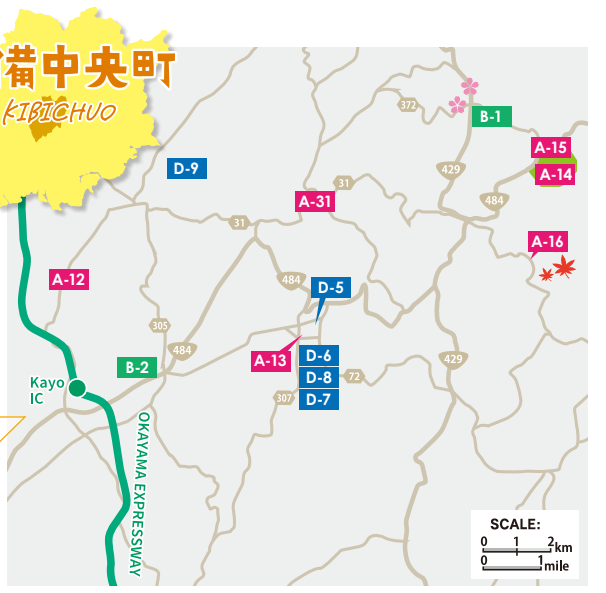 備中央町
KIBICHUO
372
B-1
A-15
A-14
429
484
D-9
31
A-31
31
A-16
A-12
484
D-5
305
484
B-2
A-13
D-6
D-8
D-7
72
307
429
Kayo
IC
OKAYAMA EXPRESSWAY
SCALE:
0 1 2 km
0 1 mile